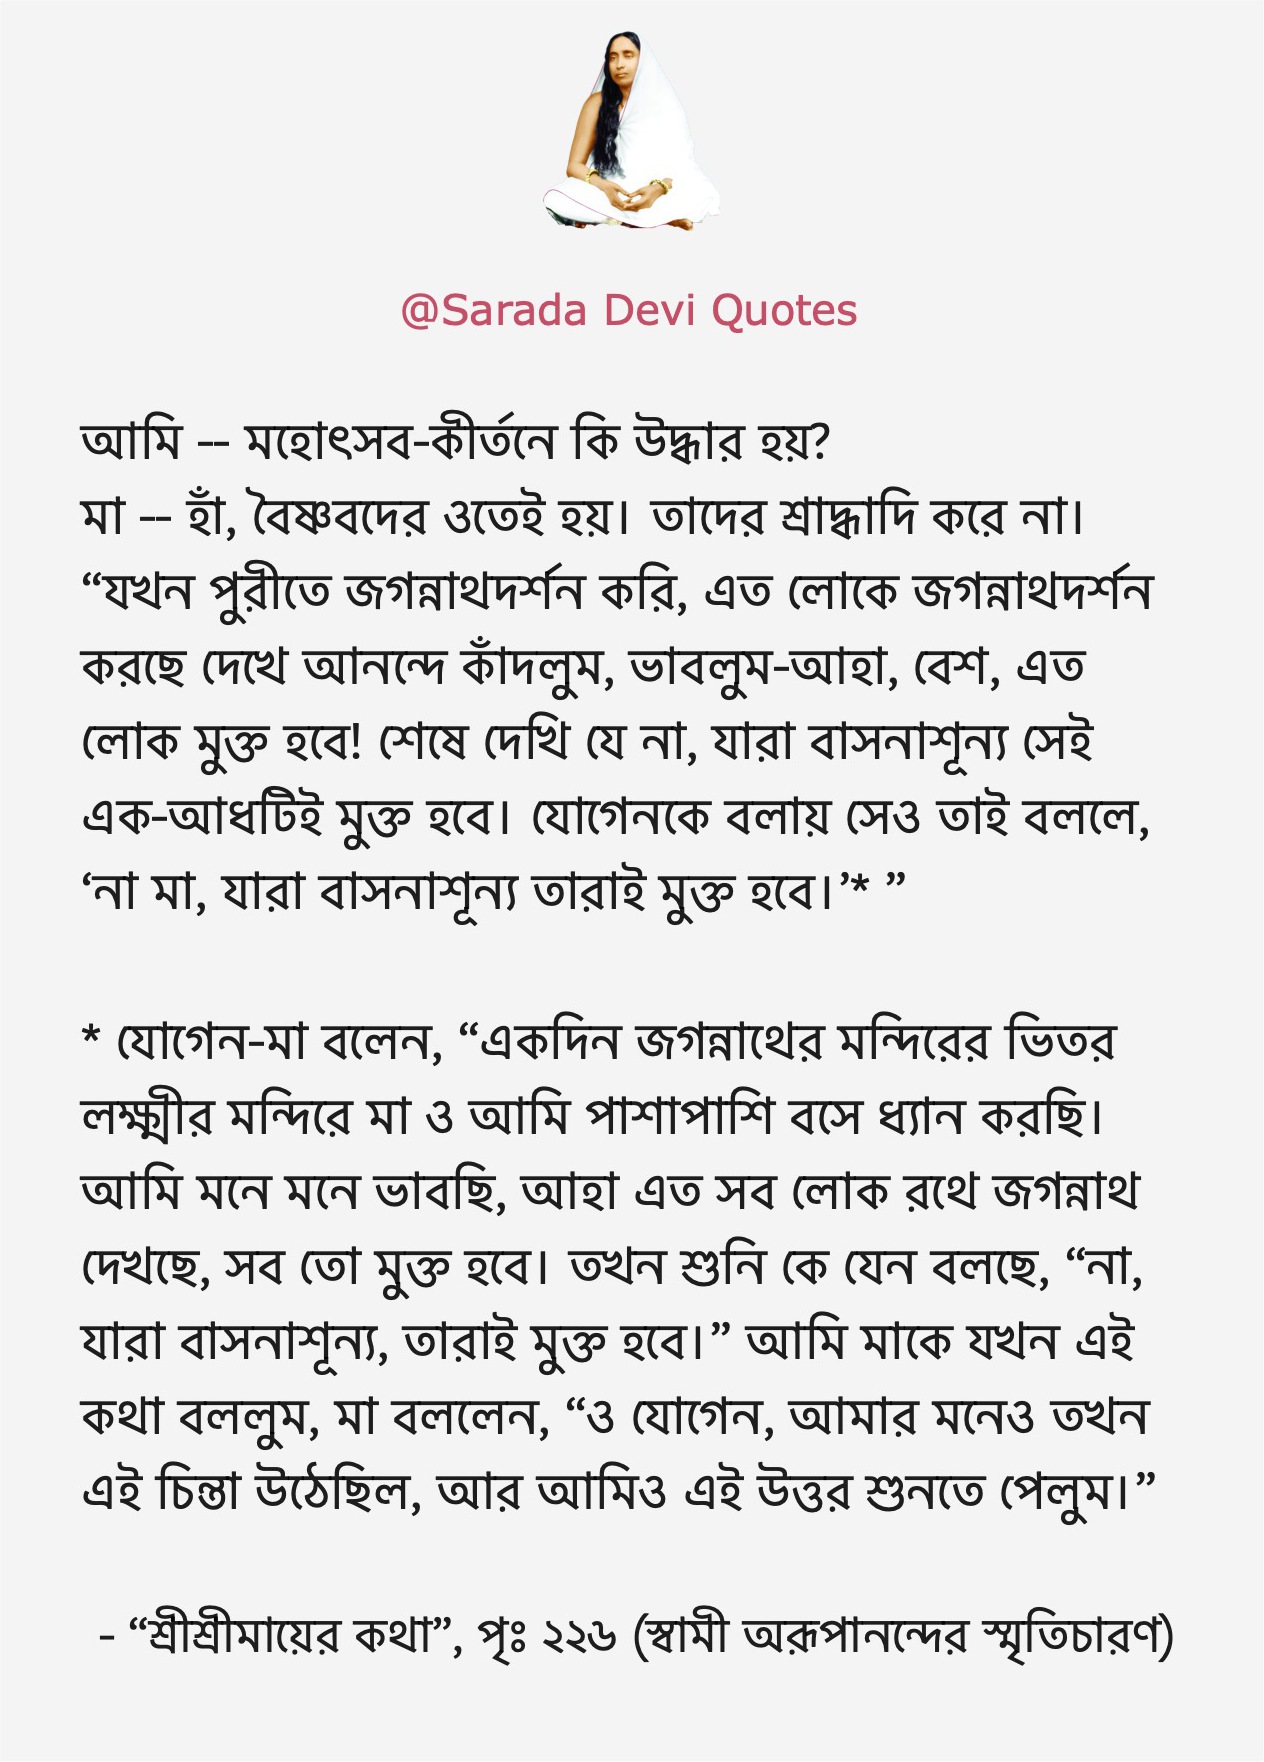 @Sarada Devi Quotes
আমি -- মহোৎসব-কীর্তনে কি উদ্ধার হয়?
মা -- হাঁ, বৈষ্ণবদের ওতেই হয়। তাদের শ্রাদ্ধাদি করে না।
“যখন পুরীতে জগন্নাথদর্শন করি, এত লোকে জগন্নাথদর্শন
করছে দেখে আনন্দে কাঁদলুম, ভাবলুম-আহা, বেশ, এত
লোক মুক্ত হবে! শেষে দেখি যে না, যারা বাসনাশূন্য সেই
এক-আধটিই মুক্ত হবে। যোগেনকে বলায় সেও তাই বললে,
‘না মা, যারা বাসনাশূন্য তারাই মুক্ত হবে।’* ”
* যোগেন-মা বলেন, “একদিন জগন্নাথের মন্দিরের ভিতর
লক্ষ্মীর মন্দিরে মা ও আমি পাশাপাশি বসে ধ্যান করছি।
আমি মনে মনে ভাবছি, আহা এত সব লোক রথে জগন্নাথ
দেখছে, সব তো মুক্ত হবে। তখন শুনি কে যেন বলছে, “না,
যারা বাসনাশূন্য, তারাই মুক্ত হবে।” আমি মাকে যখন এই
কথা বললুম, মা বললেন, “ও যোগেন, আমার মনেও তখন
এই চিন্তা উঠেছিল, আর আমিও এই উত্তর শুনতে পেলুম।”
- “শ্রীশ্রীমায়ের কথা”, পৃঃ ২২৬ (স্বামী অরূপানন্দের স্মৃতিচারণ)